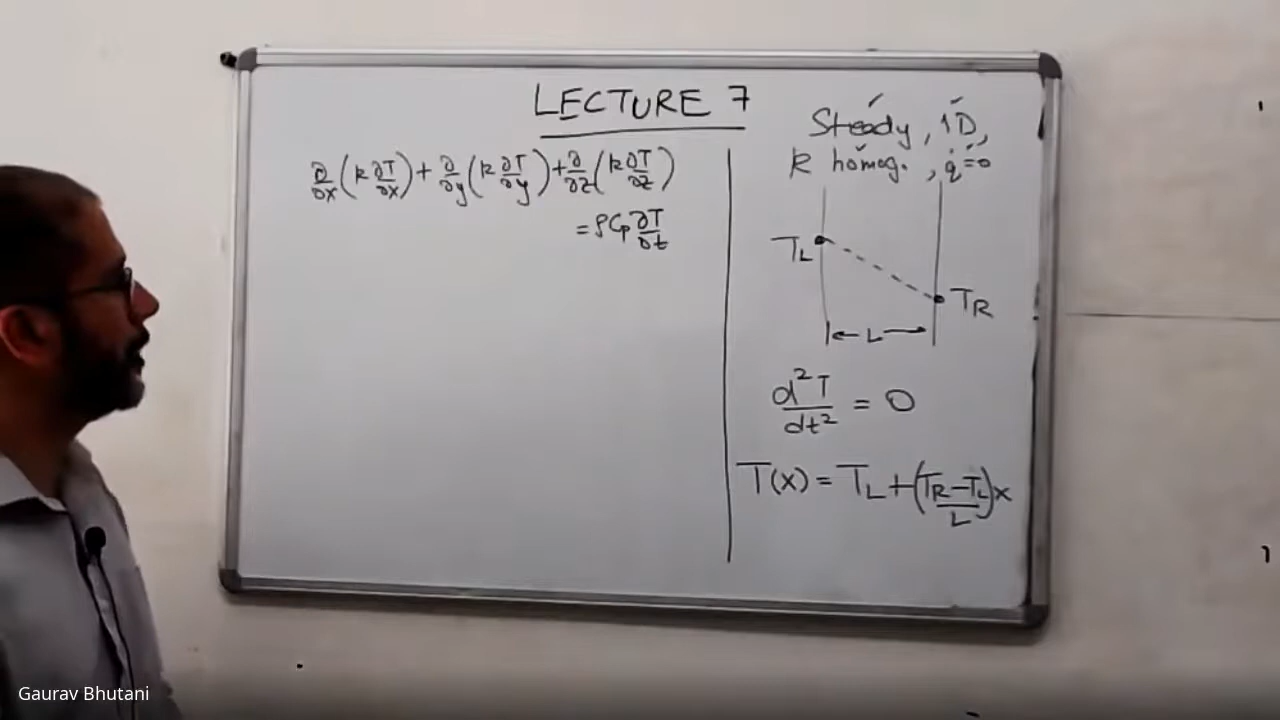 LECTURE 7
∂/∂x (k ∂T/∂x) + ∂/∂y (k ∂T/∂y) + ∂/∂z (k ∂T/∂z)
= ρCp ∂T/∂t
Steady, 1D,
k homog., q̇=0
TL
TR
L
d²T/dt² = 0
T(x) = TL + (TR-TL/L)x
Gaurav Bhutani